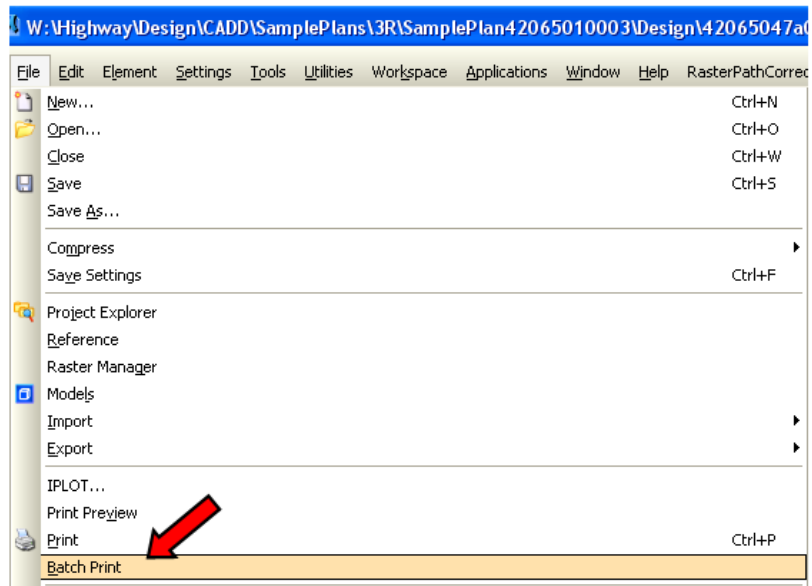 W:\Highway\Design\CADD\SamplePlans\3R\SamplePlan42065010003\Design\42065047a
File Edit Element Settings Tools Utilities Workspace Applications Window Help RasterPathCorrec
New... Ctrl+N
Open... Ctrl+O
Close Ctrl+W
Save Ctrl+S
Save As...
Compress
Save Settings Ctrl+F
Project Explorer
Reference
Raster Manager
Models
Import
Export
IPLOT...
Print Preview
Print Ctrl+P
Batch Print